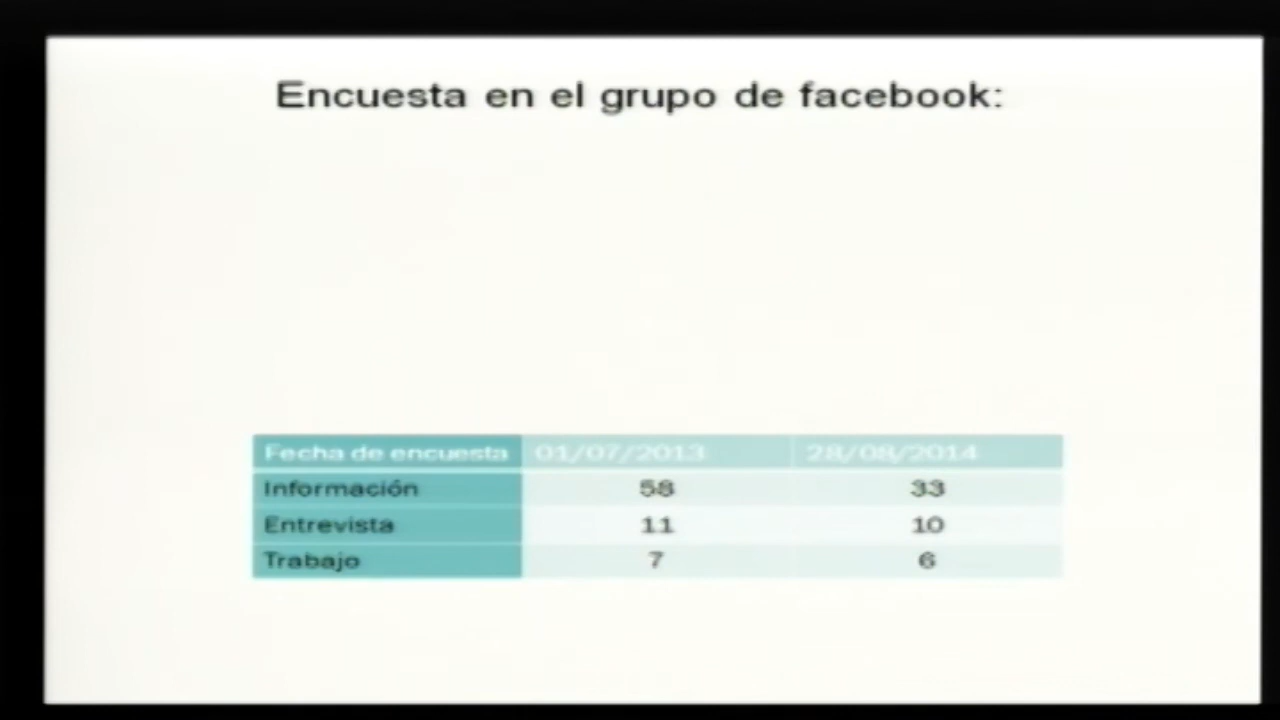 Encuesta en el grupo de facebook:
Fecha de encuesta 01/07/2013 28/08/2014
Información 58 33
Entrevista 11 10
Trabajo 7 6